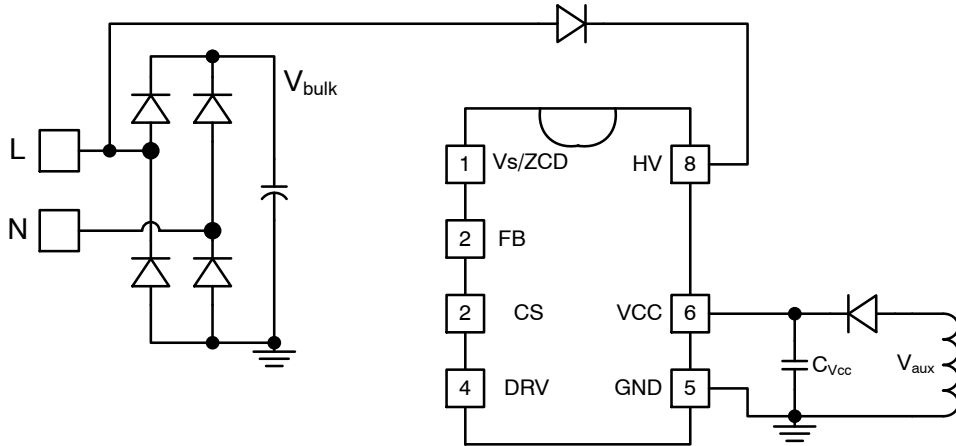 V_bulk
L
1 Vs/ZCD HV 8
N
2 FB
2 CS VCC 6
C_Vcc V_aux
4 DRV GND 5